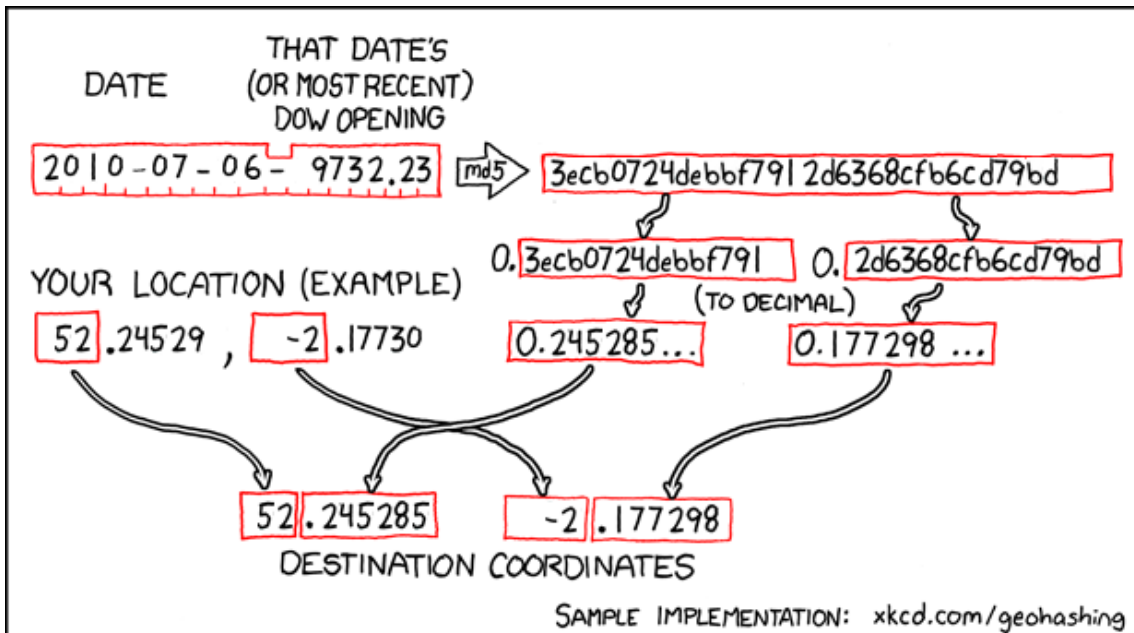 THAT DATE'S
DATE (OR MOST RECENT)
DOW OPENING
2010-07-06- 9732.23 md5 3ecb0724debbf7912d6368cfb6cd79bd
0.3ecb0724debbf791 0.2d6368cfb6cd79bd
YOUR LOCATION (EXAMPLE) (TO DECIMAL)
52.24529, -2.17730 0.245285... 0.177298...
52.245285 -2.177298
DESTINATION COORDINATES
SAMPLE IMPLEMENTATION: xkcd.com/geohashing